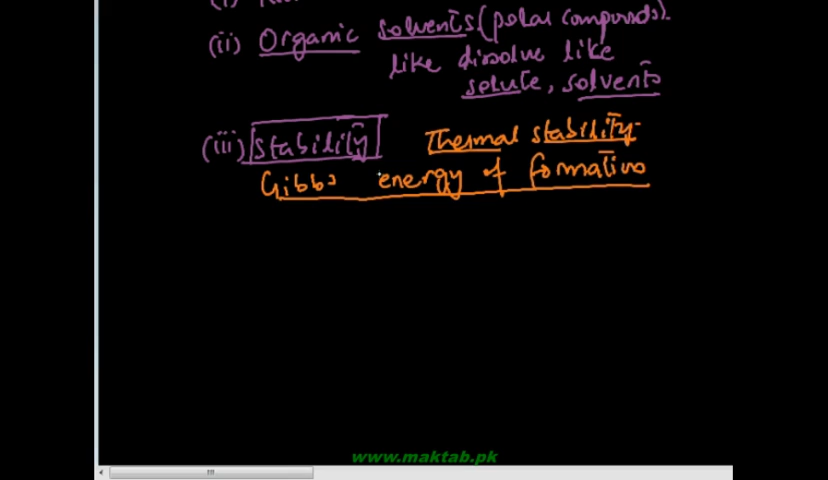 (ii) Organic solvents (polar compounds).
like dissolve like
solute, solvents
(iii) Stability Thermal stability
Gibbs energy of formation
www.maktab.pk